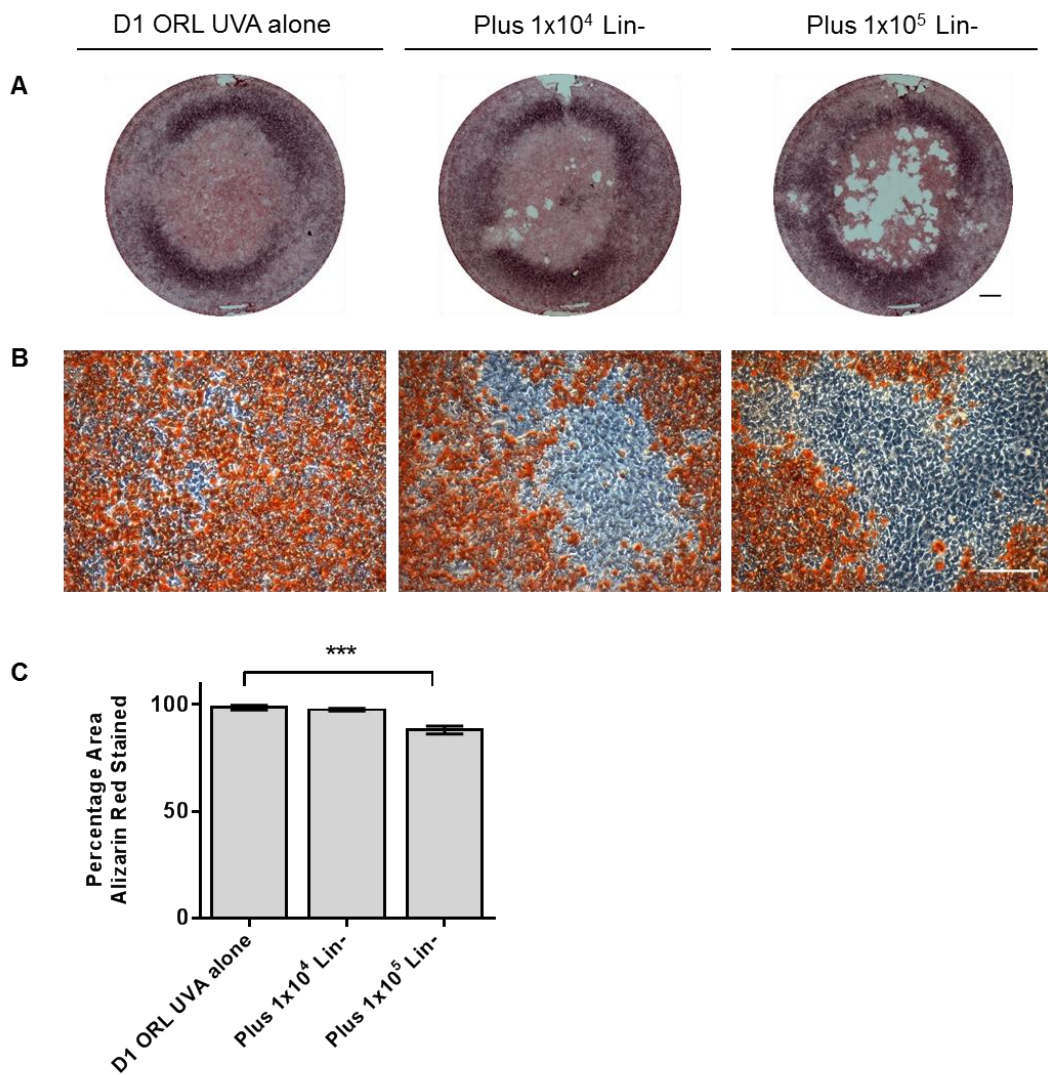 D1 ORL UVA alone
Plus 1x10⁴ Lin-
Plus 1x10⁵ Lin-
A
B
C
***
Percentage Area
Alizarin Red Stained
100
50
0
D1 ORL UVA alone
Plus 1x10⁴ Lin-
Plus 1x10⁵ Lin-